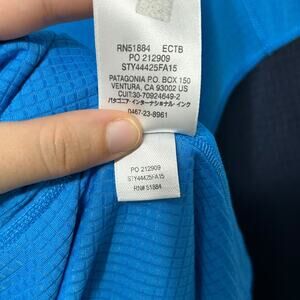 RN51884 ECTB
PO 212909
STY44425FA15
PATAGONIA P.O. BOX 150
VENTURA, CA 93002 US
CUIT:30-70924649-2
パタゴニア・インターナショナル・インク
0467-23-8961
PO 212909
STY44425FA15
RN# 51884